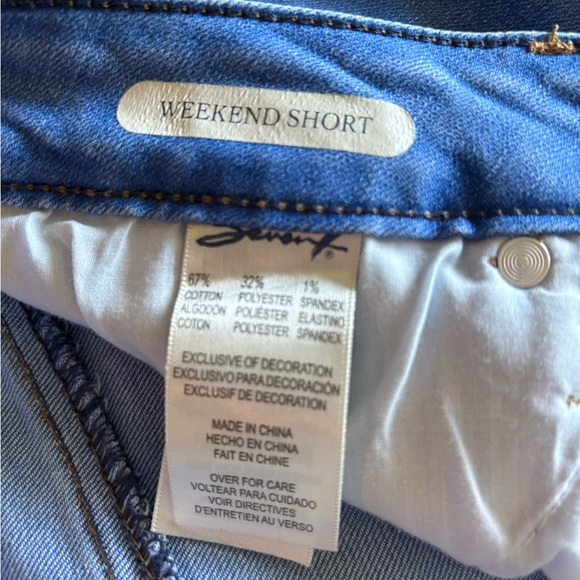 WEEKEND SHORT
Seven7®
67% 32% 1%
COTTON POLYESTER SPANDEX
ALGODÓN POLIÉSTER ELASTINO
COTON POLYESTER SPANDEX
EXCLUSIVE OF DECORATION
EXCLUSIVO PARA DECORACIÓN
EXCLUSIF DE DECORATION
MADE IN CHINA
HECHO EN CHINA
FAIT EN CHINE
OVER FOR CARE
VOLTEAR PARA CUIDADO
VOIR DIRECTIVES
D'ENTRETIEN AU VERSO